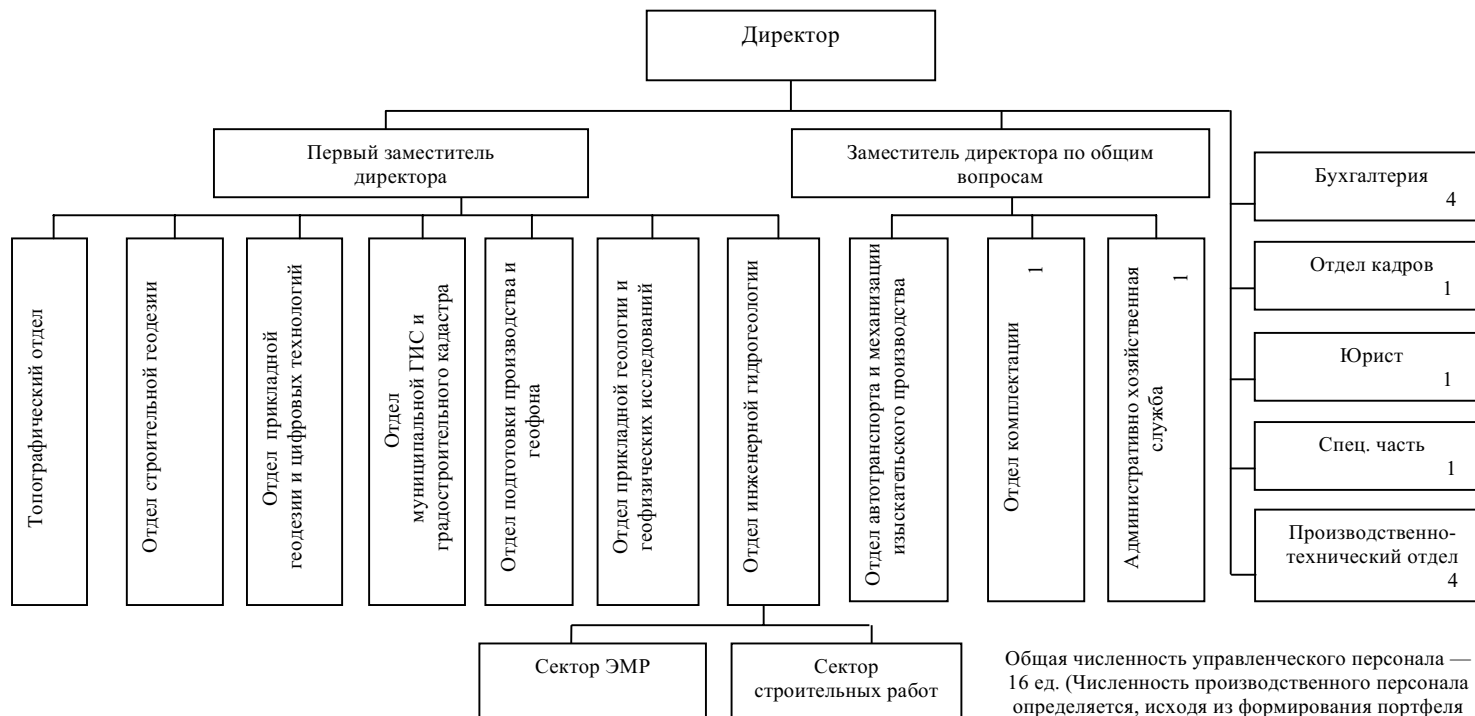 Директор
Первый заместитель
директора
Заместитель директора по общим
вопросам
Бухгалтерия
4
Отдел кадров
1
Юрист
1
Спец. часть
1
Производственно-
технический отдел
4
Топографический отдел
Отдел строительной геодезии
Отдел прикладной
геодезии и цифровых технологий
Отдел
муниципальной ГИС и
градостроительного кадастра
Отдел подготовки производства и
геофона
Отдел прикладной геологии и
геофизических исследований
Отдел инженерной гидрогеологии
Отдел автотранспорта и механизации
изыскательского производства
Отдел комплектации
1
Административно хозяйственная
служба
1
Сектор ЭМР
Сектор
строительных работ
Общая численность управленческого персонала —
16 ед. (Численность производственного персонала
определяется, исходя из формирования портфеля